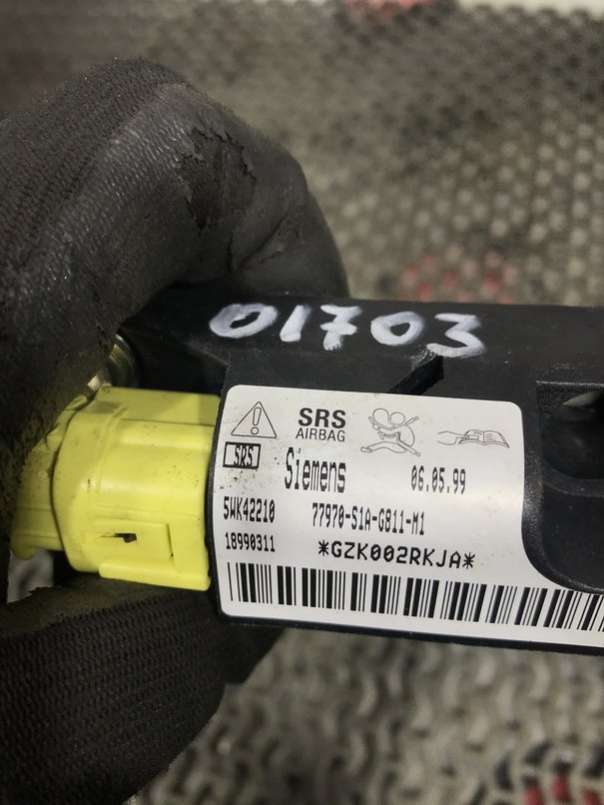 01703
SRS
AIRBAG
SRS
Siemens 06.05.99
5WK42210 77970-S1A-G811-M1
18990311 *GZK002RKJA*